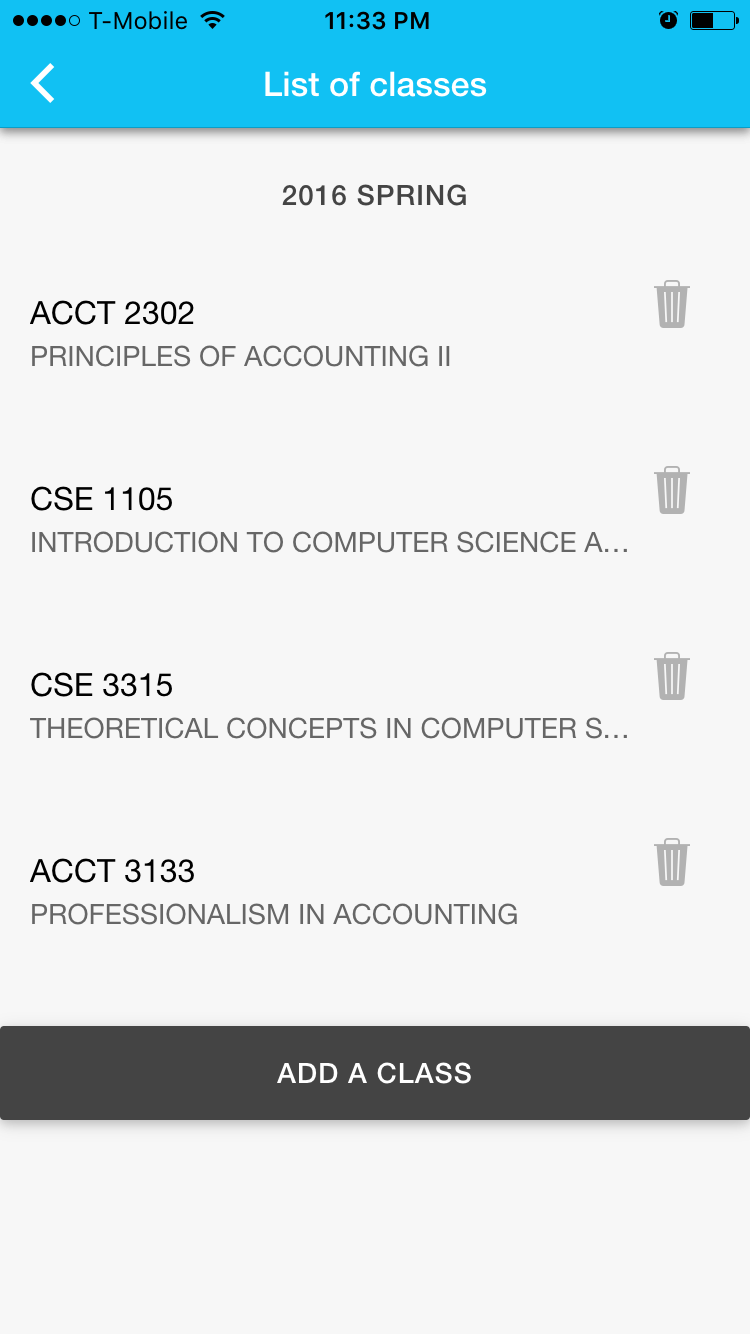 T-Mobile 11:33 PM
List of classes
2016 SPRING
ACCT 2302
PRINCIPLES OF ACCOUNTING II
CSE 1105
INTRODUCTION TO COMPUTER SCIENCE A...
CSE 3315
THEORETICAL CONCEPTS IN COMPUTER S...
ACCT 3133
PROFESSIONALISM IN ACCOUNTING
ADD A CLASS